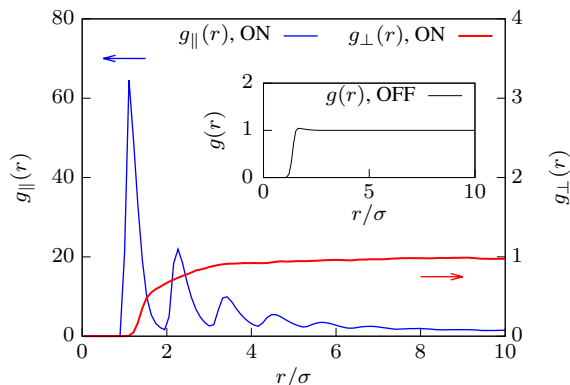 g∥(r), ON
g⊥(r), ON
80
60
40
20
0
g∥(r)
4
3
2
1
0
g⊥(r)
g(r), OFF
2
1
0
g(r)
0 5 10
r/σ
0 2 4 6 8 10
r/σ